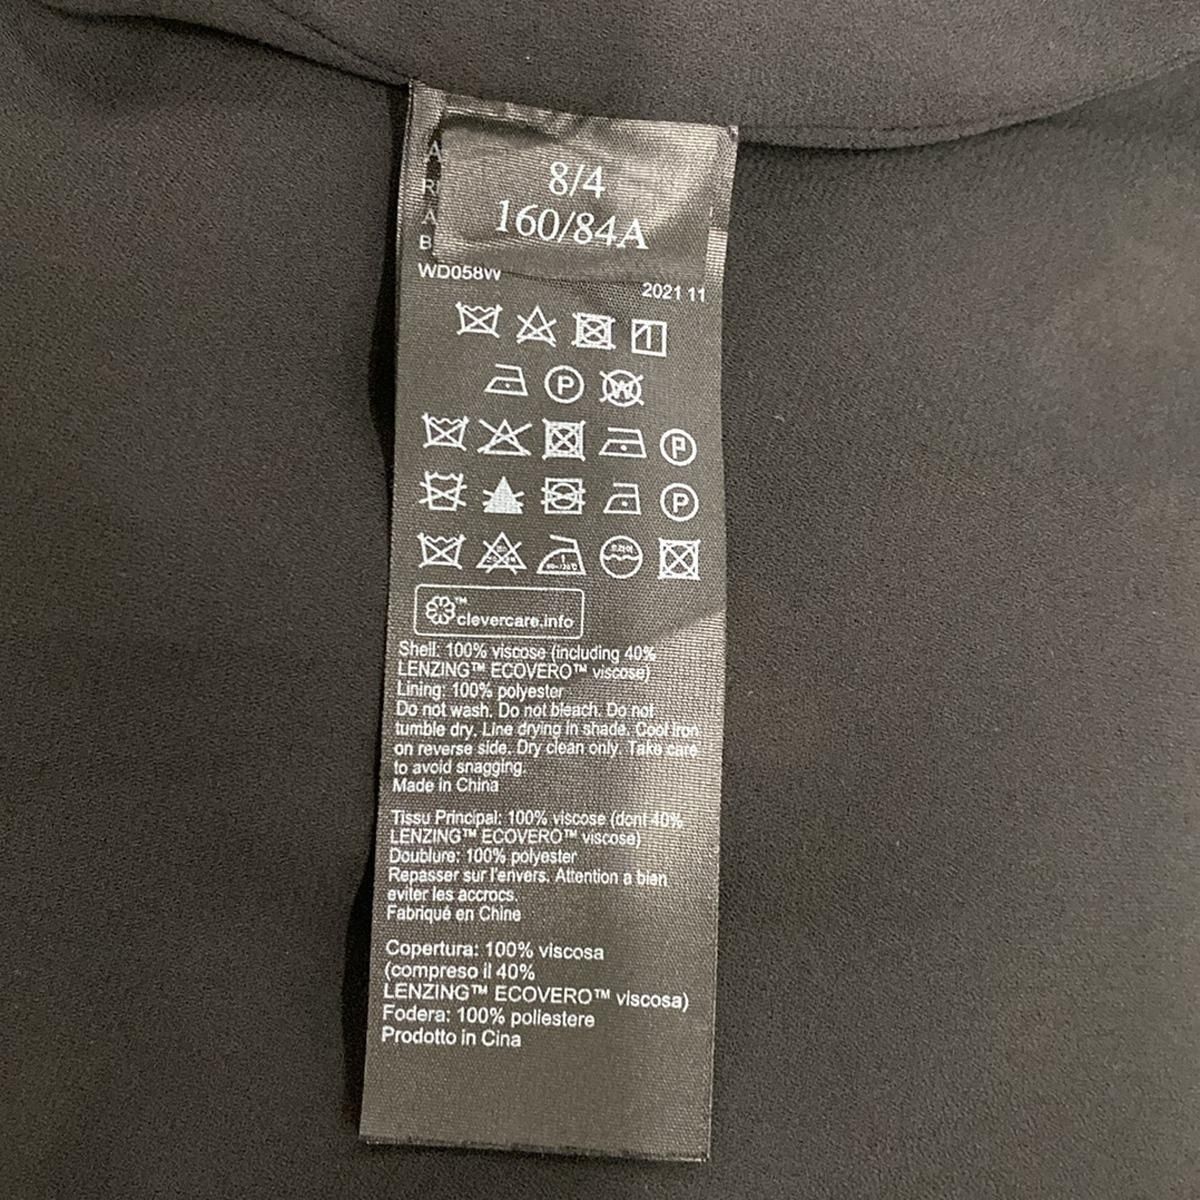 8/4
160/84A
A
R
A
B
WD058W
2021 11
P
W
P
P
™
clevercare.info
Shell: 100% viscose (including 40%
LENZING™ ECOVERO™ viscose)
Lining: 100% polyester
Do not wash. Do not bleach. Do not
tumble dry. Line drying in shade. Cool iron
on reverse side. Dry clean only. Take care
to avoid snagging.
Made in China
Tissu Principal: 100% viscose (dont 40%
LENZING™ ECOVERO™ viscose)
Doublure: 100% polyester
Repasser sur l'envers. Attention a bien
eviter les accrocs.
Fabriqué en Chine
Copertura: 100% viscosa
(compreso il 40%
LENZING™ ECOVERO™ viscosa)
Fodera: 100% poliestere
Prodotto in Cina